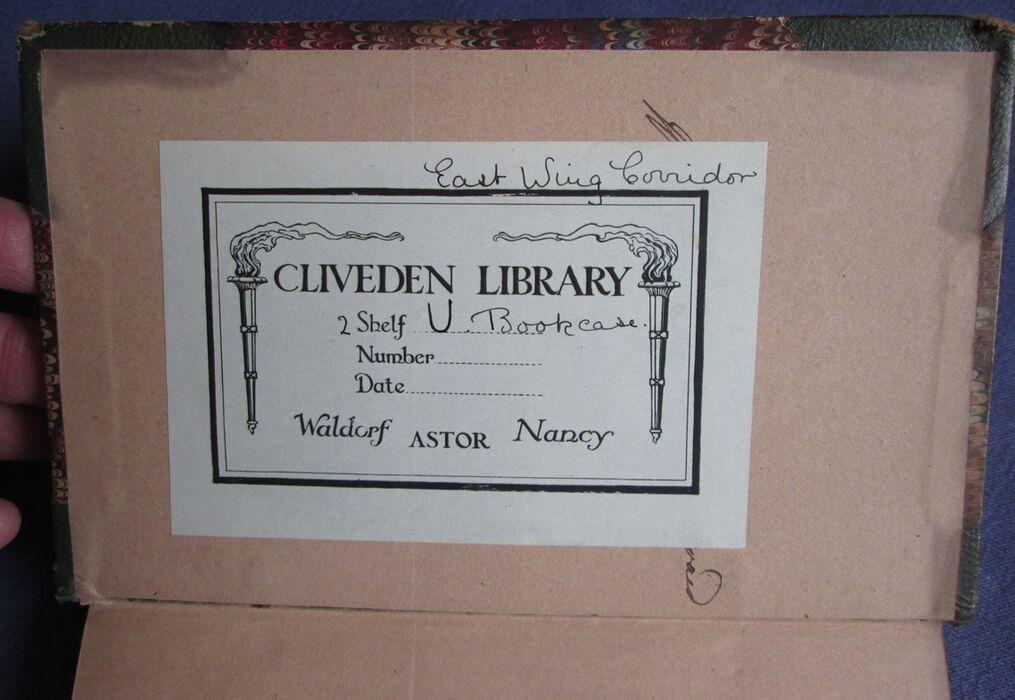 East Wing Corridor
CLIVEDEN LIBRARY
2 Shelf U. Bookcase.
Number
Date
Waldorf ASTOR Nancy